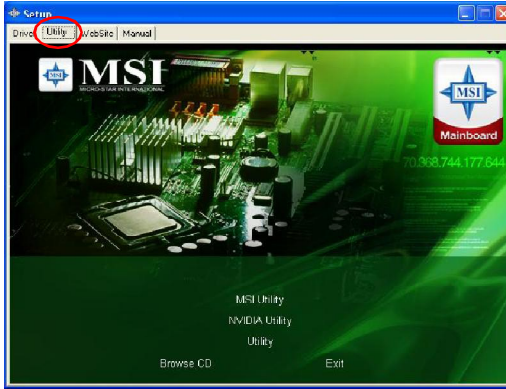 Setup
Driver Utility WebSite Manual
MSI
MSI
MICRO-STAR INTERNATIONAL
MSI
Mainboard
70.368.744.177.644
MSI Utility
NVIDIA Utility
Utility
Browse CD Exit